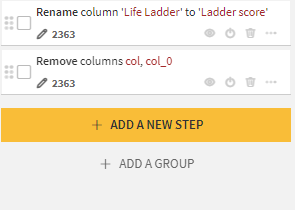 Rename column 'Life Ladder' to 'Ladder score'
2363
Remove columns col, col_0
2363
+ ADD A NEW STEP
+ ADD A GROUP